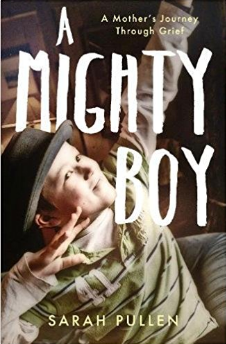 A Mother's Journey
Through Grief
A
MIGHTY
BOY
SARAH PULLEN